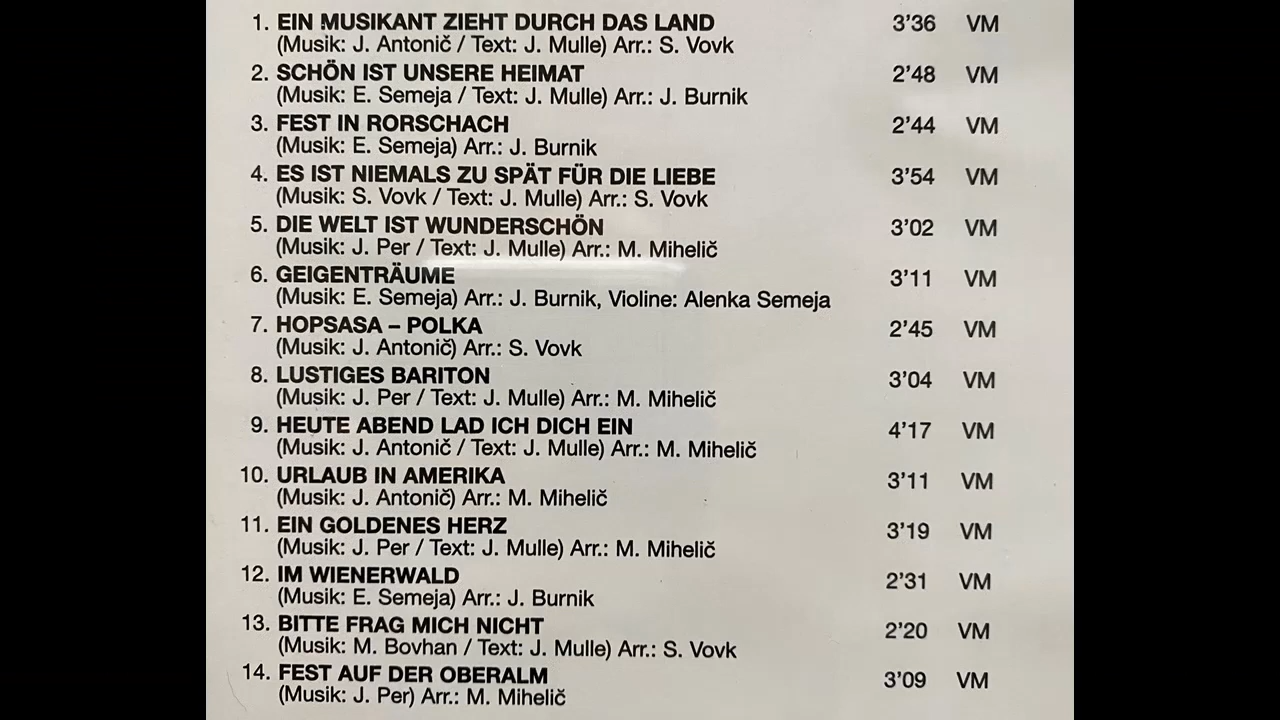 1. EIN MUSIKANT ZIEHT DURCH DAS LAND 3’36 VM
(Musik: J. Antonič / Text: J. Mulle) Arr.: S. Vovk
2. SCHÖN IST UNSERE HEIMAT 2’48 VM
(Musik: E. Semeja / Text: J. Mulle) Arr.: J. Burnik
3. FEST IN RORSCHACH 2’44 VM
(Musik: E. Semeja) Arr.: J. Burnik
4. ES IST NIEMALS ZU SPÄT FÜR DIE LIEBE 3’54 VM
(Musik: S. Vovk / Text: J. Mulle) Arr.: S. Vovk
5. DIE WELT IST WUNDERSCHÖN 3’02 VM
(Musik: J. Per / Text: J. Mulle) Arr.: M. Mihelič
6. GEIGENTRÄUME 3’11 VM
(Musik: E. Semeja) Arr.: J. Burnik, Violine: Alenka Semeja
7. HOPSASA – POLKA 2’45 VM
(Musik: J. Antonič) Arr.: S. Vovk
8. LUSTIGES BARITON 3’04 VM
(Musik: J. Per / Text: J. Mulle) Arr.: M. Mihelič
9. HEUTE ABEND LAD ICH DICH EIN 4’17 VM
(Musik: J. Antonič / Text: J. Mulle) Arr.: M. Mihelič
10. URLAUB IN AMERIKA 3’11 VM
(Musik: J. Antonič) Arr.: M. Mihelič
11. EIN GOLDENES HERZ 3’19 VM
(Musik: J. Per / Text: J. Mulle) Arr.: M. Mihelič
12. IM WIENERWALD 2’31 VM
(Musik: E. Semeja) Arr.: J. Burnik
13. BITTE FRAG MICH NICHT 2’20 VM
(Musik: M. Bovhan / Text: J. Mulle) Arr.: S. Vovk
14. FEST AUF DER OBERALM 3’09 VM
(Musik: J. Per) Arr.: M. Mihelič